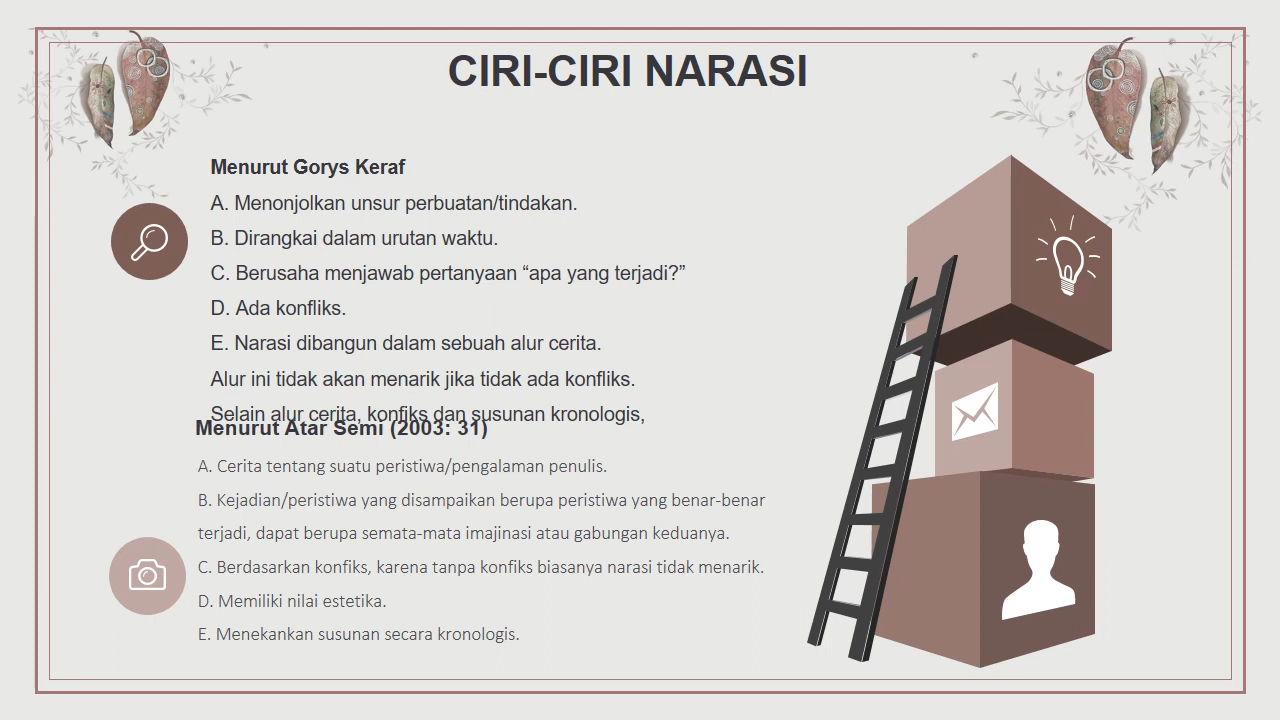 CIRI-CIRI NARASI
Menurut Gorys Keraf
A. Menonjolkan unsur perbuatan/tindakan.
B. Dirangkai dalam urutan waktu.
C. Berusaha menjawab pertanyaan “apa yang terjadi?”
D. Ada konfliks.
E. Narasi dibangun dalam sebuah alur cerita.
Alur ini tidak akan menarik jika tidak ada konfliks.
Selain alur cerita, konfiks dan susunan kronologis,
Menurut Atar Semi (2003: 31)
A. Cerita tentang suatu peristiwa/pengalaman penulis.
B. Kejadian/peristiwa yang disampaikan berupa peristiwa yang benar-benar
terjadi, dapat berupa semata-mata imajinasi atau gabungan keduanya.
C. Berdasarkan konfiks, karena tanpa konfiks biasanya narasi tidak menarik.
D. Memiliki nilai estetika.
E. Menekankan susunan secara kronologis.